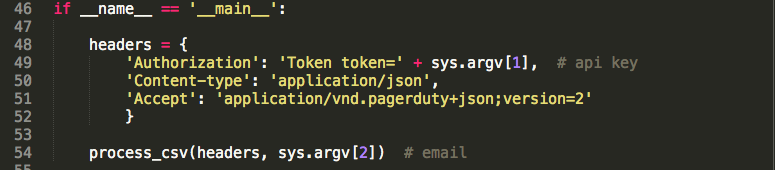 46 if __name__ == '__main__':
47
48     headers = {
49         'Authorization': 'Token token=' + sys.argv[1],  # api key
50         'Content-type': 'application/json',
51         'Accept': 'application/vnd.pagerduty+json;version=2'
52         }
53
54     process_csv(headers, sys.argv[2])  # email